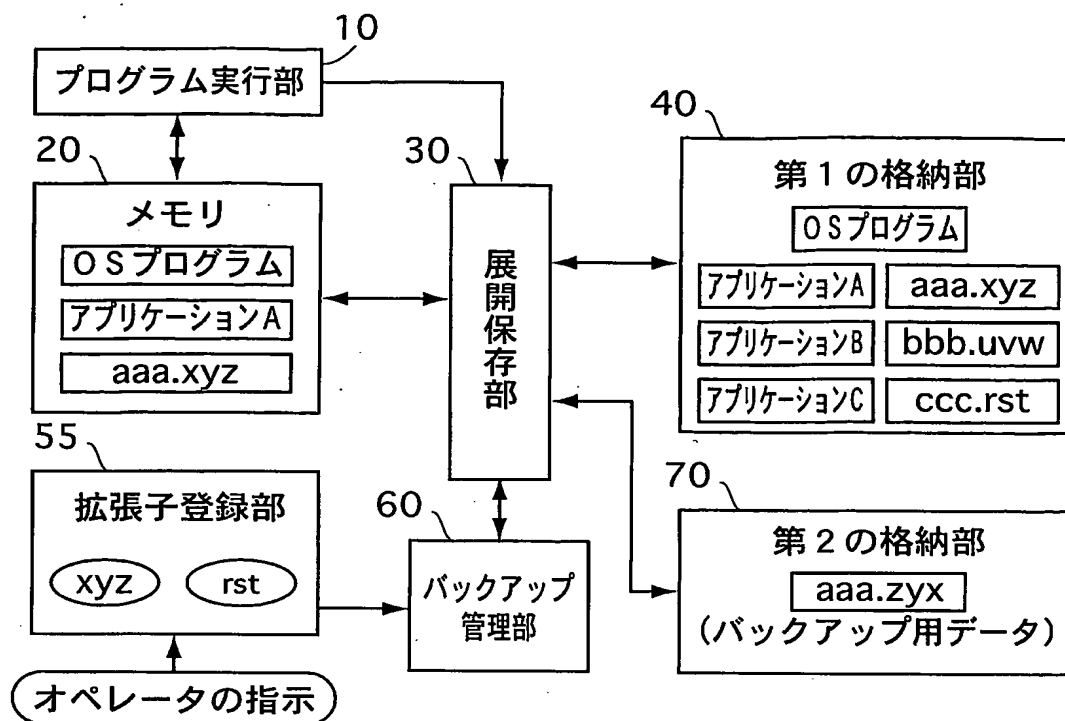 10
プログラム実行部
20
メモリ
OSプログラム
アプリケーションA
aaa.xyz
30
展開保存部
40
第1の格納部
OSプログラム
アプリケーションA
aaa.xyz
アプリケーションB
bbb.uvw
アプリケーションC
ccc.rst
55
拡張子登録部
xyz
rst
オペレータの指示
60
バックアップ
管理部
70
第2の格納部
aaa.zyx
(バックアップ用データ)